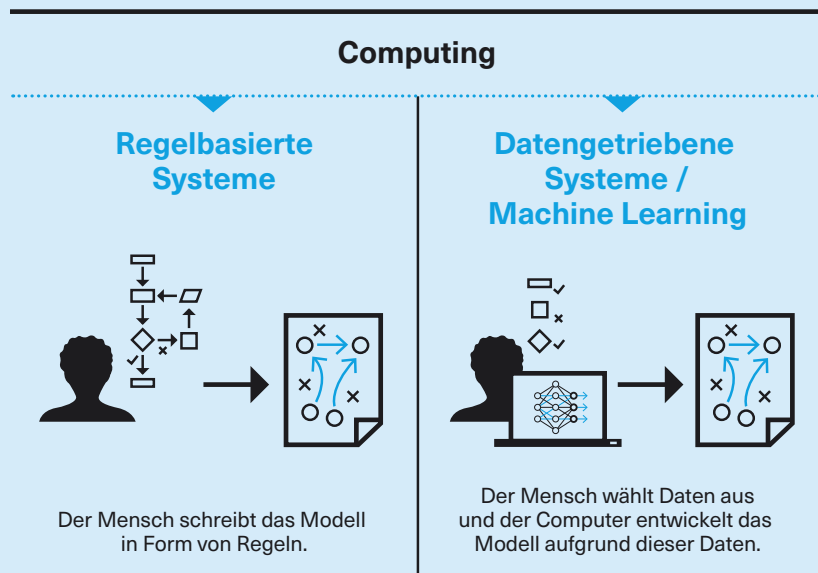 Computing
Regelbasierte
Systeme
Der Mensch schreibt das Modell
in Form von Regeln.
Datengetriebene
Systeme /
Machine Learning
Der Mensch wählt Daten aus
und der Computer entwickelt das
Modell aufgrund dieser Daten.